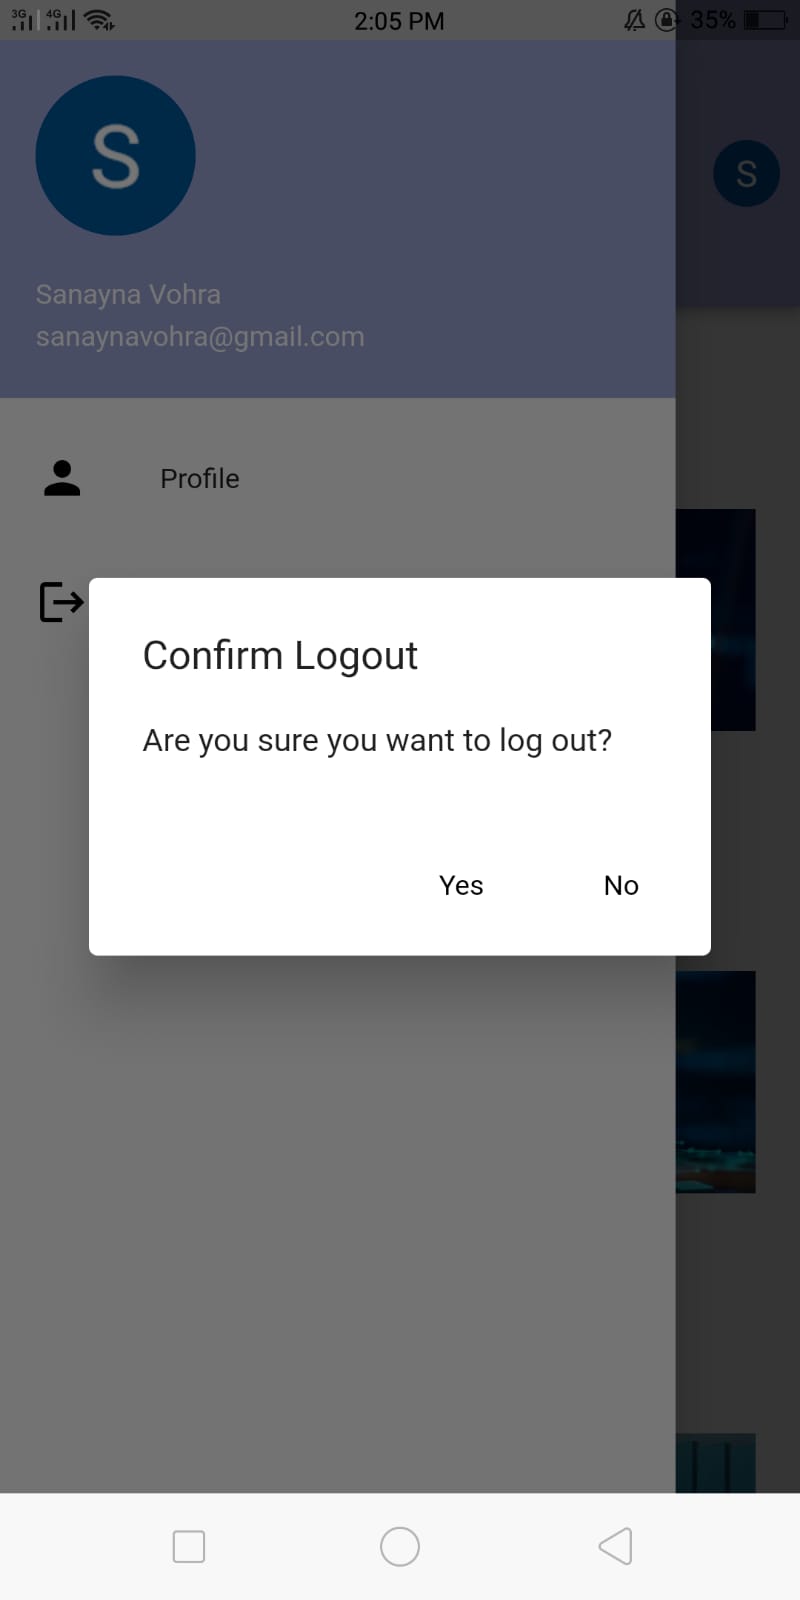 3G 4G 2:05 PM 35%
S
S
Sanayna Vohra
sanaynavohra@gmail.com
Profile
Confirm Logout
Are you sure you want to log out?
Yes No